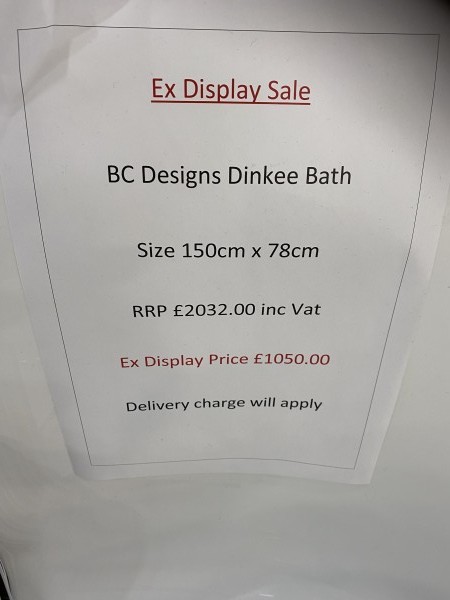 Ex Display Sale
BC Designs Dinkee Bath
Size 150cm x 78cm
RRP £2032.00 inc Vat
Ex Display Price £1050.00
Delivery charge will apply